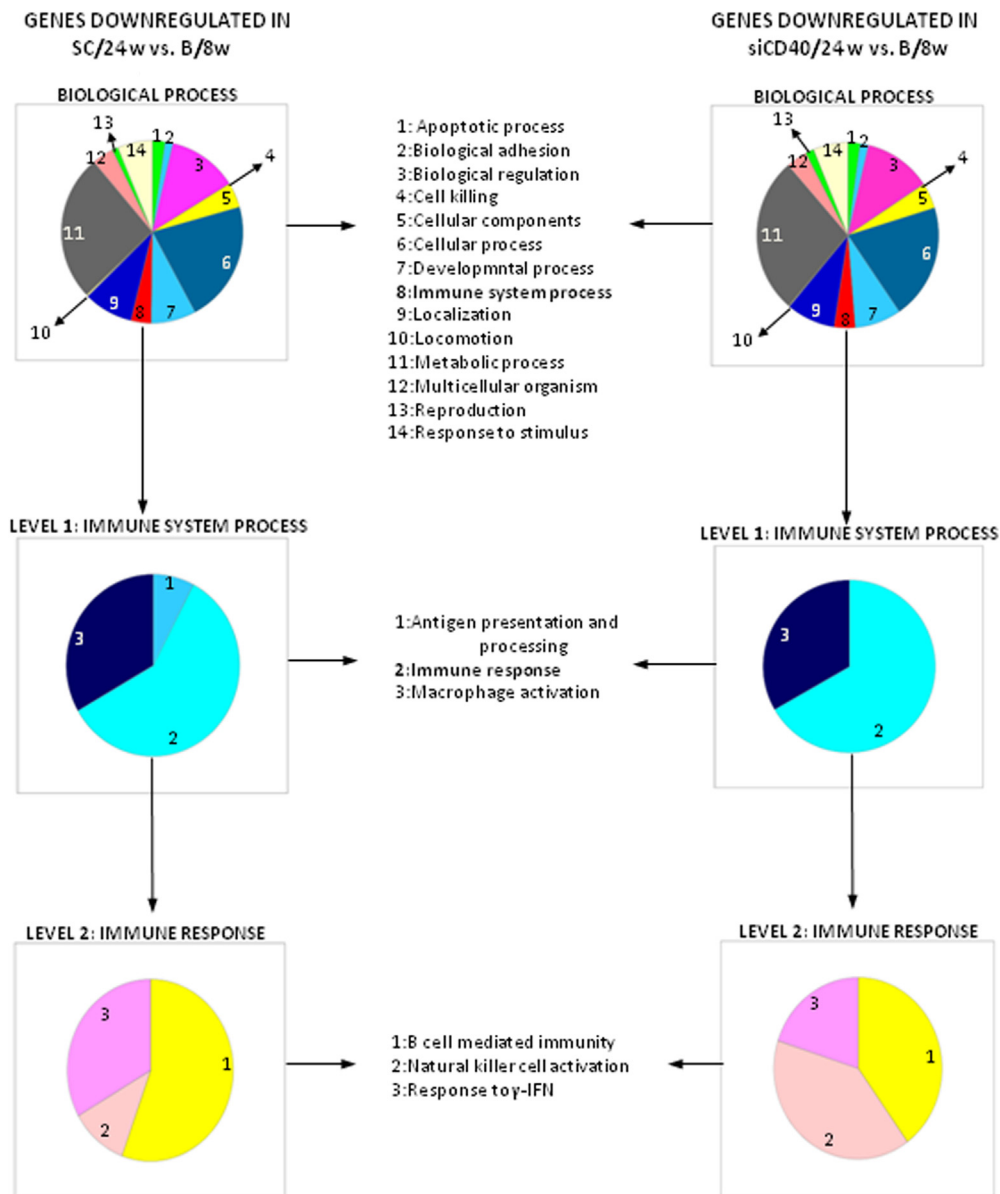 GENES DOWNREGULATED IN
SC/24w vs. B/8w
GENES DOWNREGULATED IN
siCD40/24w vs. B/8w
BIOLOGICAL PROCESS
1
2
3
4
5
6
7
8
9
10
11
12
13
14
1: Apoptotic process
2:Biological adhesion
3:Biological regulation
4:Cell killing
5:Cellular components
6:Cellular process
7:Developmntal process
8:Immune system process
9:Localization
10:Locomotion
11:Metabolic process
12:Multicellular organism
13:Reproduction
14:Response to stimulus
BIOLOGICAL PROCESS
1
2
3
4
5
6
7
8
9
10
11
12
13
14
LEVEL 1: IMMUNE SYSTEM PROCESS
1
2
3
1:Antigen presentation and
processing
2:Immune response
3:Macrophage activation
LEVEL 1: IMMUNE SYSTEM PROCESS
2
3
LEVEL 2: IMMUNE RESPONSE
1
2
3
1:B cell mediated immunity
2:Natural killer cell activation
3:Response toγ-IFN
LEVEL 2: IMMUNE RESPONSE
1
2
3